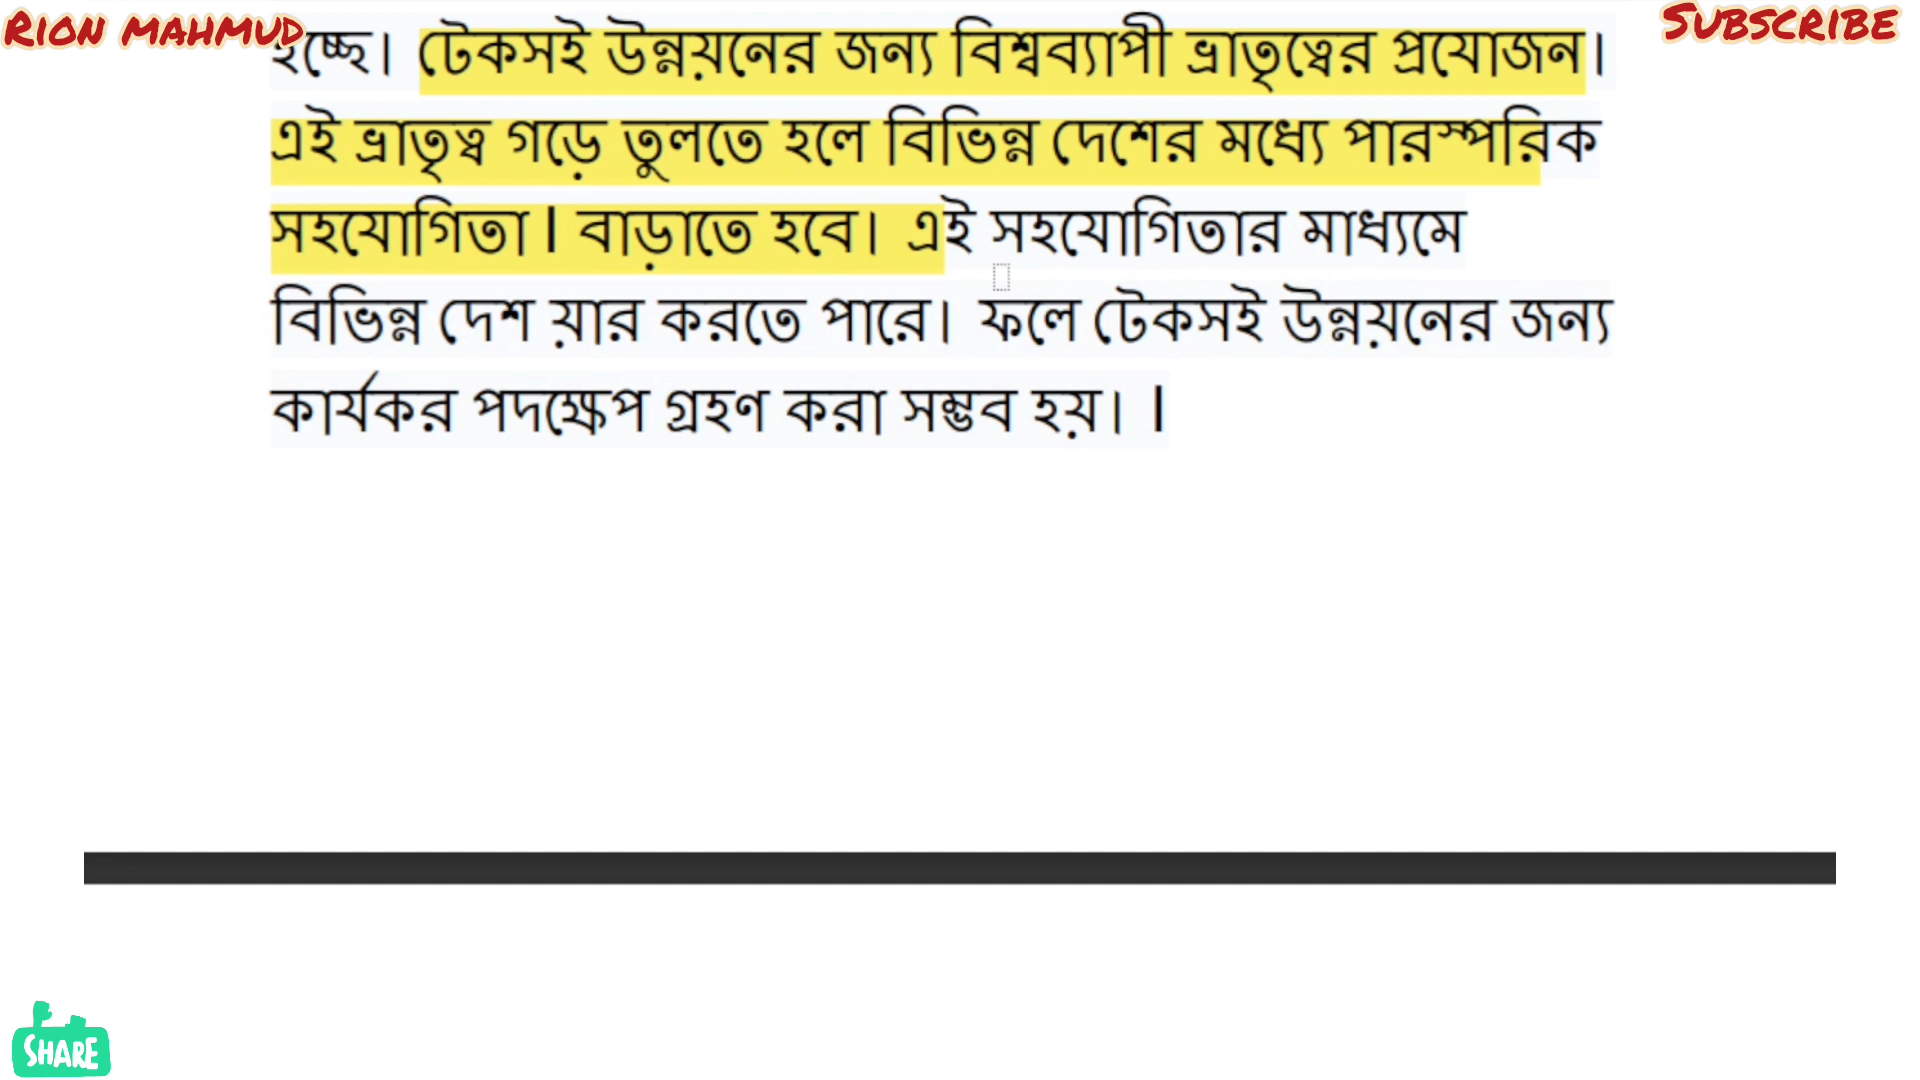 RION MAHMUD
SUBSCRIBE
হচ্ছে। টেকসই উন্নয়নের জন্য বিশ্বব্যাপী ভ্রাতৃত্বের প্রযোজন।
এই ভ্রাতৃত্ব গড়ে তুলতে হলে বিভিন্ন দেশের মধ্যে পারস্পরিক
সহযোগিতা । বাড়াতে হবে। এই সহযোগিতার মাধ্যমে
বিভিন্ন দেশ য়ার করতে পারে। ফলে টেকসই উন্নয়নের জন্য
কার্যকর পদক্ষেপ গ্রহণ করা সম্ভব হয়। ।
SHARE